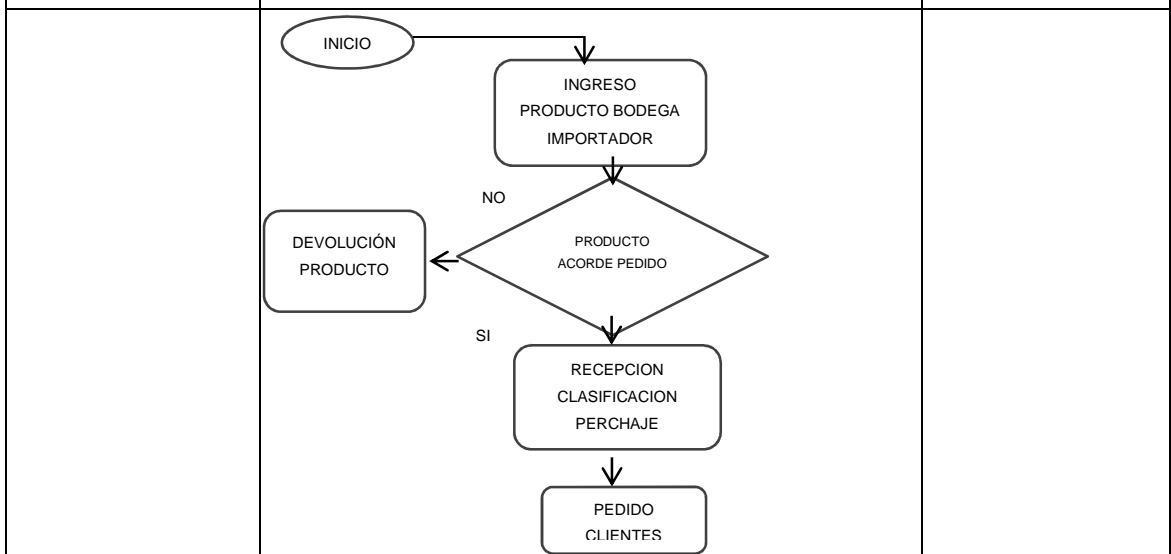 INICIO
INGRESO
PRODUCTO BODEGA
IMPORTADOR
NO
DEVOLUCIÓN
PRODUCTO
PRODUCTO
ACORDE PEDIDO
SI
RECEPCION
CLASIFICACION
PERCHAJE
PEDIDO
CLIENTES